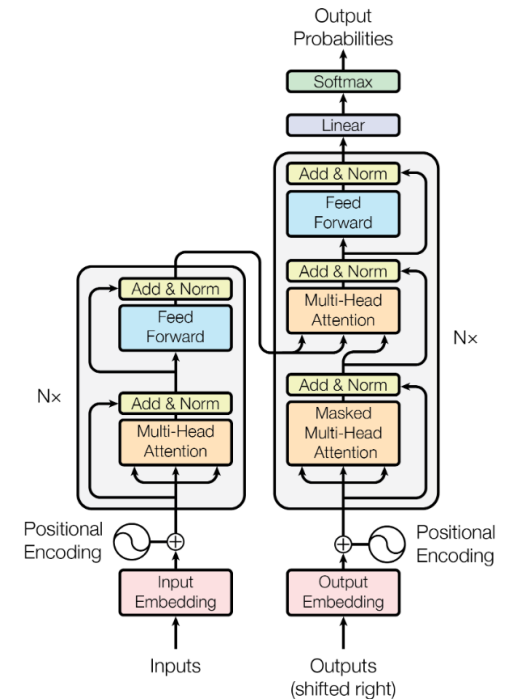 Output
Probabilities
Softmax
Linear
Add & Norm
Feed
Forward
Add & Norm
Multi-Head
Attention
Add & Norm
Masked
Multi-Head
Attention
Nx
Add & Norm
Feed
Forward
Add & Norm
Multi-Head
Attention
N×
Positional
Encoding
Positional
Encoding
Input
Embedding
Output
Embedding
Inputs
Outputs
(shifted right)